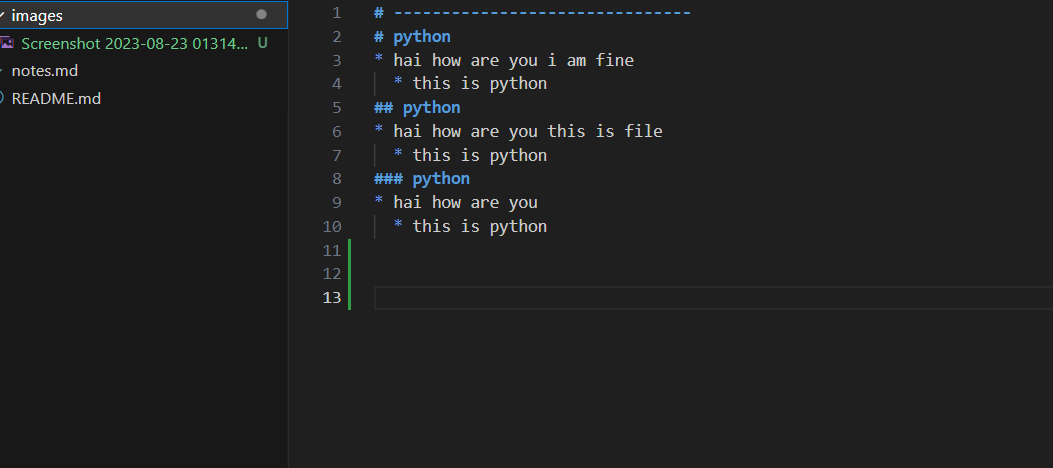 images
Screenshot 2023-08-23 01314... U
notes.md
README.md
1 # -------------------------------
2 # python
3 * hai how are you i am fine
4 * this is python
5 ## python
6 * hai how are you this is file
7 * this is python
8 ### python
9 * hai how are you
10 * this is python
11
12
13